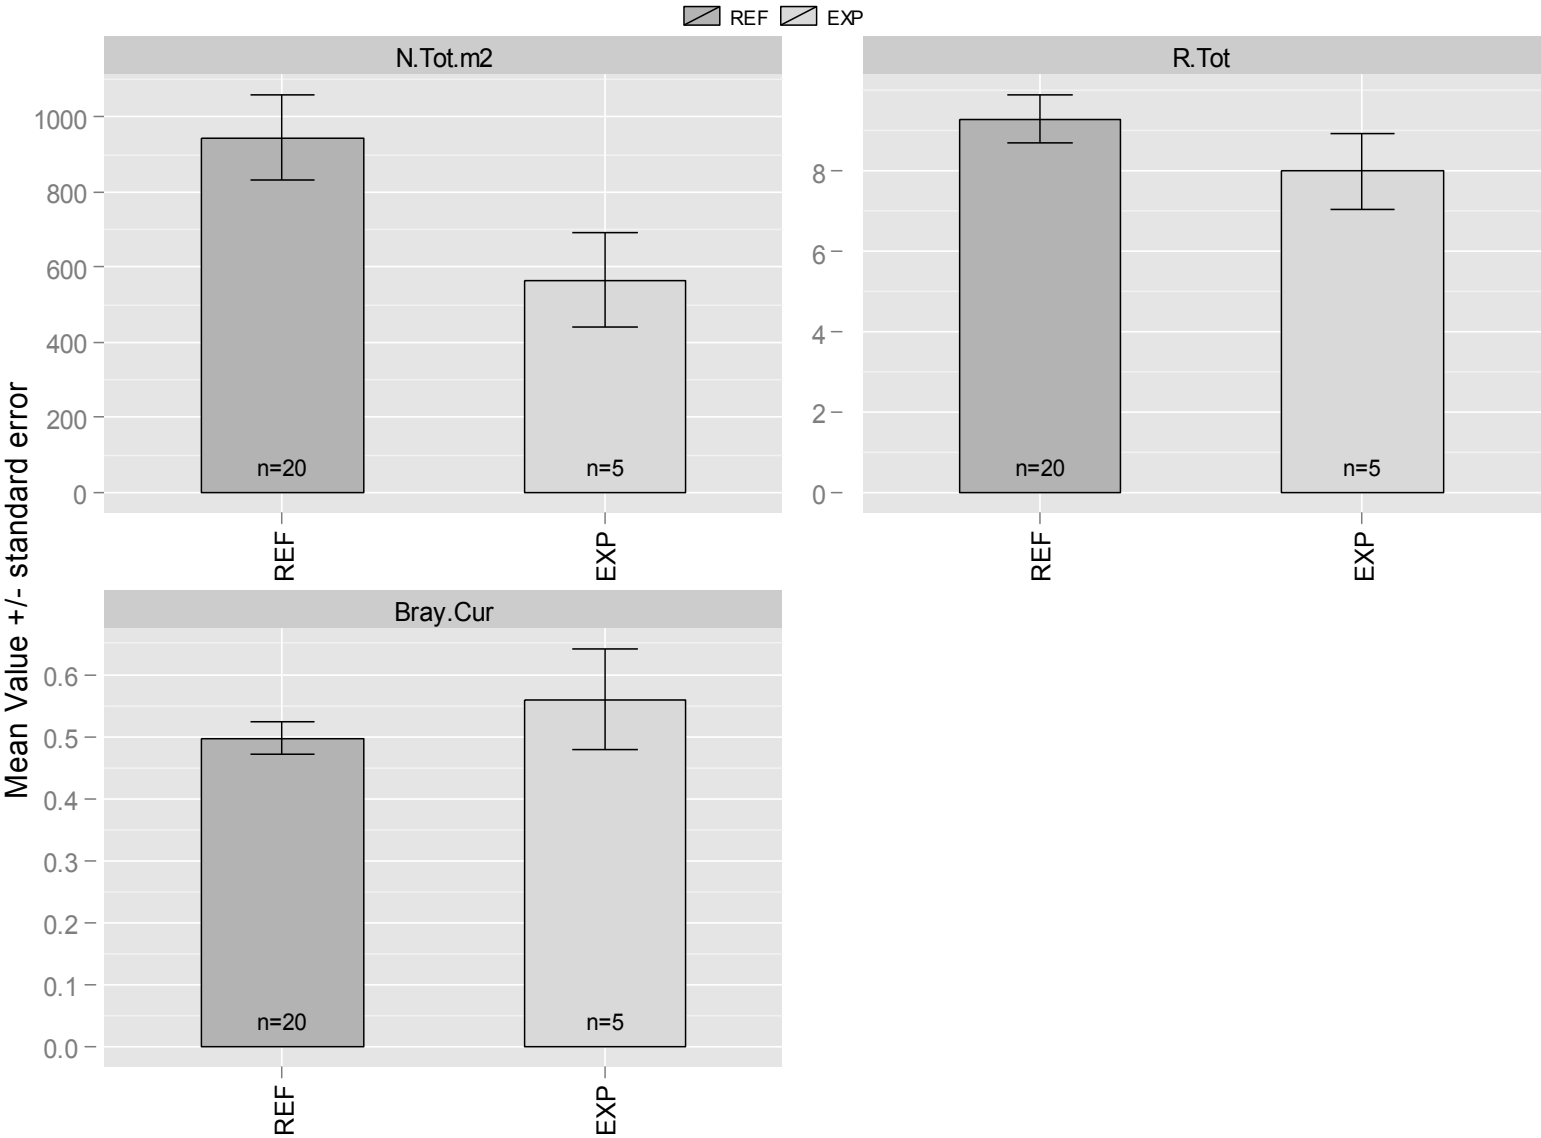 REF EXP
N.Tot.m2
R.Tot
1000
800
600
400
200
0
n=20
n=5
REF
EXP
8
6
4
2
0
n=20
n=5
REF
EXP
Mean Value +/- standard error
Bray.Cur
0.6
0.5
0.4
0.3
0.2
0.1
0.0
n=20
n=5
REF
EXP